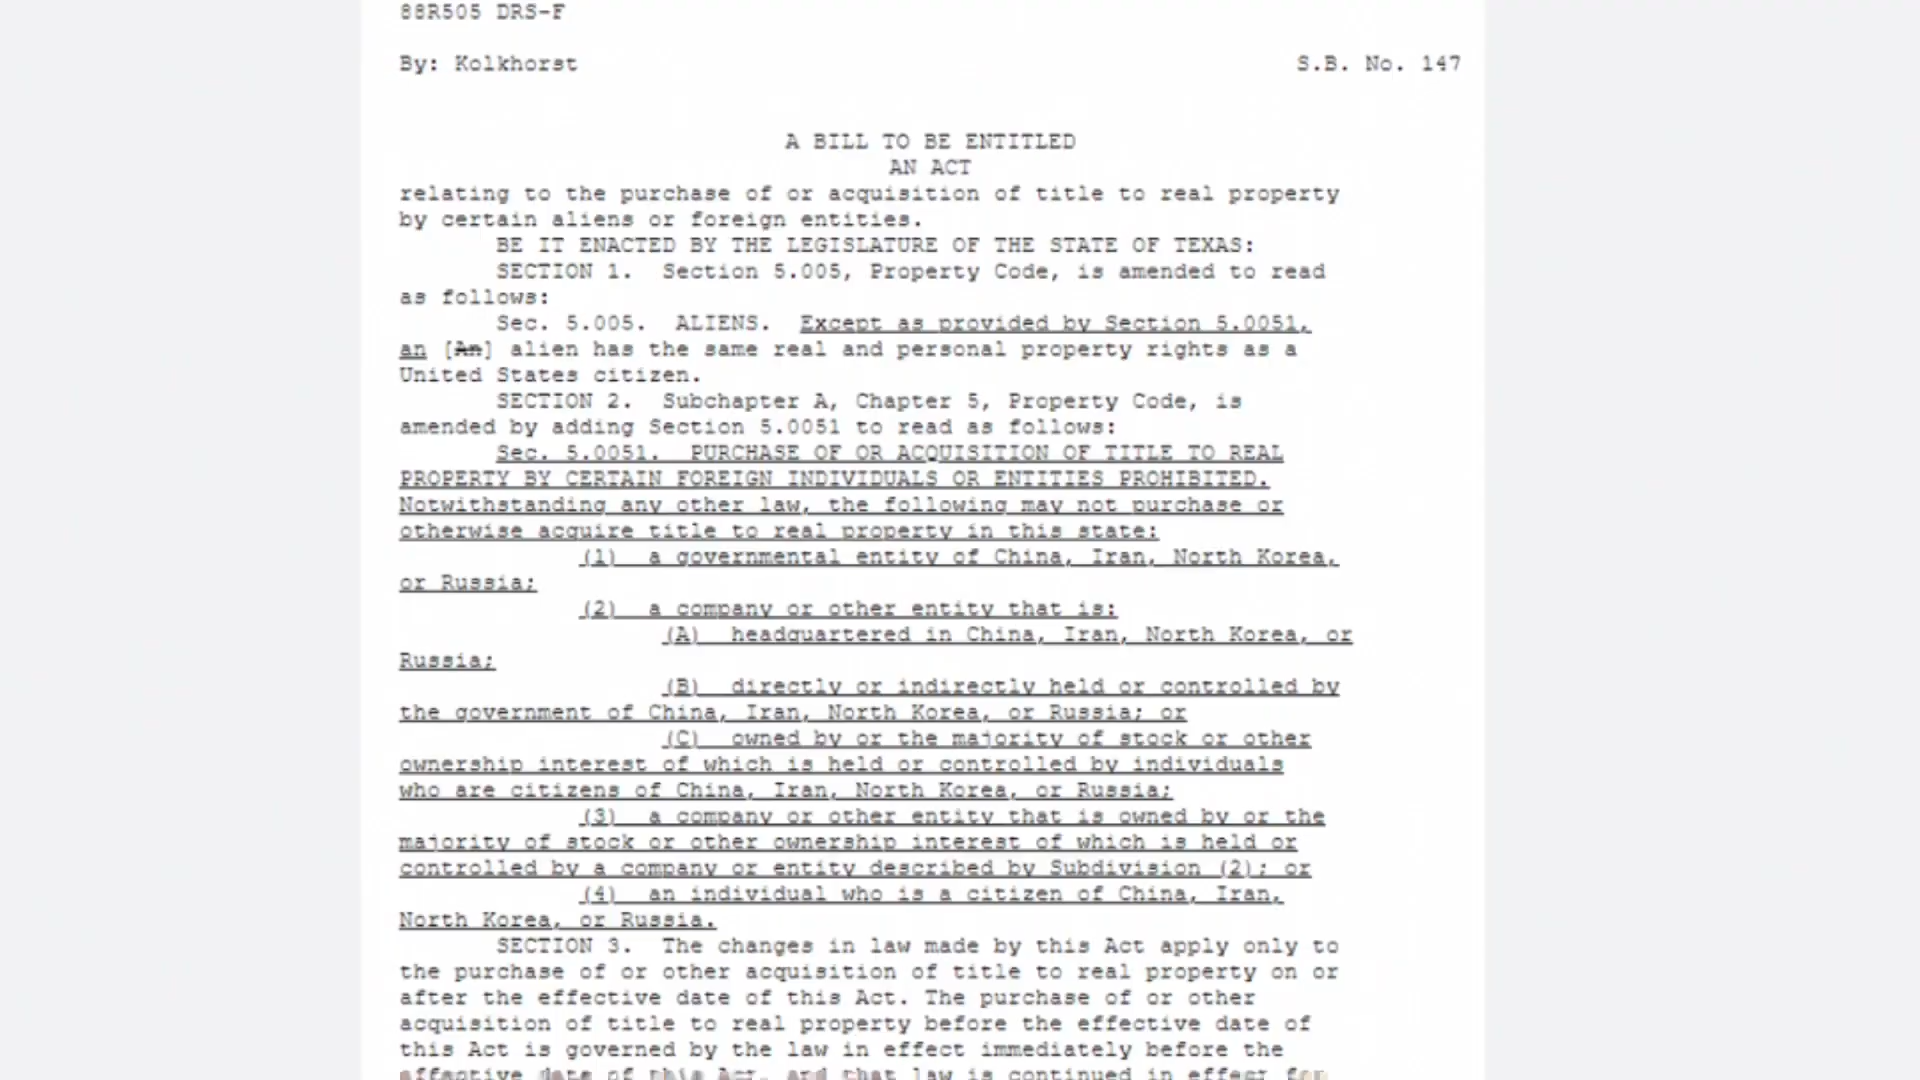 88R505 DRS-F
By: Kolkhorst S.B. No. 147
A BILL TO BE ENTITLED
AN ACT
relating to the purchase of or acquisition of title to real property
by certain aliens or foreign entities.
BE IT ENACTED BY THE LEGISLATURE OF THE STATE OF TEXAS:
SECTION 1. Section 5.005, Property Code, is amended to read
as follows:
Sec. 5.005. ALIENS. Except as provided by Section 5.0051,
an [An] alien has the same real and personal property rights as a
United States citizen.
SECTION 2. Subchapter A, Chapter 5, Property Code, is
amended by adding Section 5.0051 to read as follows:
Sec. 5.0051. PURCHASE OF OR ACQUISITION OF TITLE TO REAL
PROPERTY BY CERTAIN FOREIGN INDIVIDUALS OR ENTITIES PROHIBITED.
Notwithstanding any other law, the following may not purchase or
otherwise acquire title to real property in this state:
(1) a governmental entity of China, Iran, North Korea,
or Russia;
(2) a company or other entity that is:
(A) headquartered in China, Iran, North Korea, or
Russia;
(B) directly or indirectly held or controlled by
the government of China, Iran, North Korea, or Russia; or
(C) owned by or the majority of stock or other
ownership interest of which is held or controlled by individuals
who are citizens of China, Iran, North Korea, or Russia;
(3) a company or other entity that is owned by or the
majority of stock or other ownership interest of which is held or
controlled by a company or entity described by Subdivision (2); or
(4) an individual who is a citizen of China, Iran,
North Korea, or Russia.
SECTION 3. The changes in law made by this Act apply only to
the purchase of or other acquisition of title to real property on or
after the effective date of this Act. The purchase of or other
acquisition of title to real property before the effective date of
this Act is governed by the law in effect immediately before the
effective date of this Act, and that law is continued in effect for